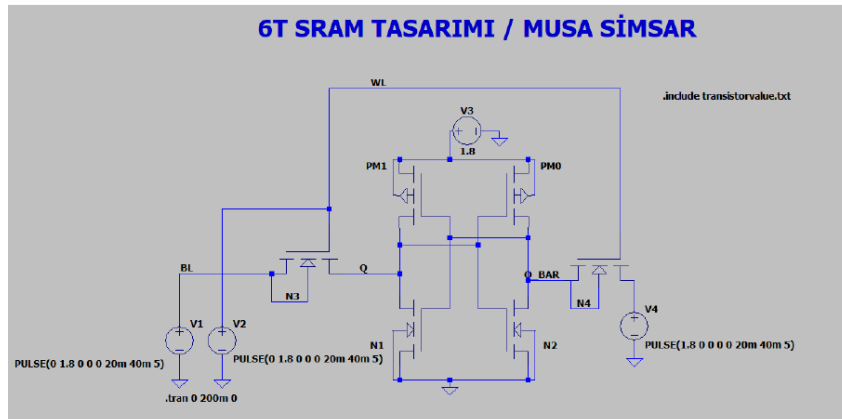 6T SRAM TASARIMI / MUSA SİMSAR
WL
.include transistorvalue.txt
V3
1.8
PM1
PM0
BL
Q
Q_BAR
N3
N4
V1
V2
V4
N1
N2
PULSE(0 1.8 0 0 0 20m 40m 5)
PULSE(0 1.8 0 0 0 20m 40m 5)
PULSE(1.8 0 0 0 0 20m 40m 5)
.tran 0 200m 0